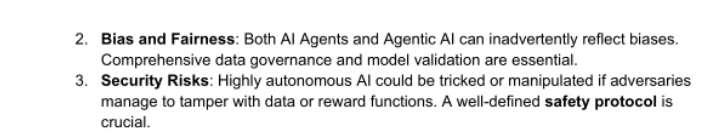 2. Bias and Fairness: Both AI Agents and Agentic AI can inadvertently reflect biases.
Comprehensive data governance and model validation are essential.
3. Security Risks: Highly autonomous AI could be tricked or manipulated if adversaries
manage to tamper with data or reward functions. A well-defined safety protocol is
crucial.